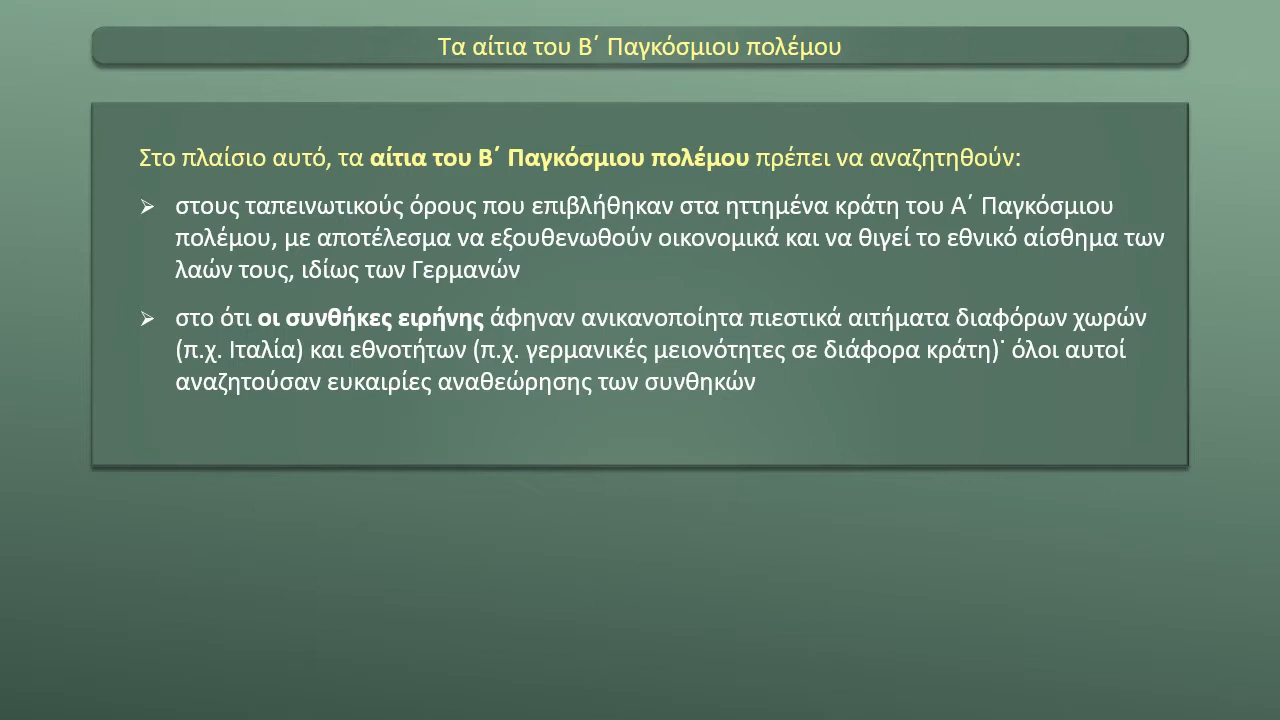 Τα αίτια του Β΄ Παγκόσμιου πολέμου
Στο πλαίσιο αυτό, τα αίτια του Β΄ Παγκόσμιου πολέμου πρέπει να αναζητηθούν:
➢ στους ταπεινωτικούς όρους που επιβλήθηκαν στα ηττημένα κράτη του Α΄ Παγκόσμιου
πολέμου, με αποτέλεσμα να εξουθενωθούν οικονομικά και να θιγεί το εθνικό αίσθημα των
λαών τους, ιδίως των Γερμανών
➢ στο ότι οι συνθήκες ειρήνης άφηναν ανικανοποίητα πιεστικά αιτήματα διαφόρων χωρών
(π.χ. Ιταλία) και εθνοτήτων (π.χ. γερμανικές μειονότητες σε διάφορα κράτη)˙ όλοι αυτοί
αναζητούσαν ευκαιρίες αναθεώρησης των συνθηκών